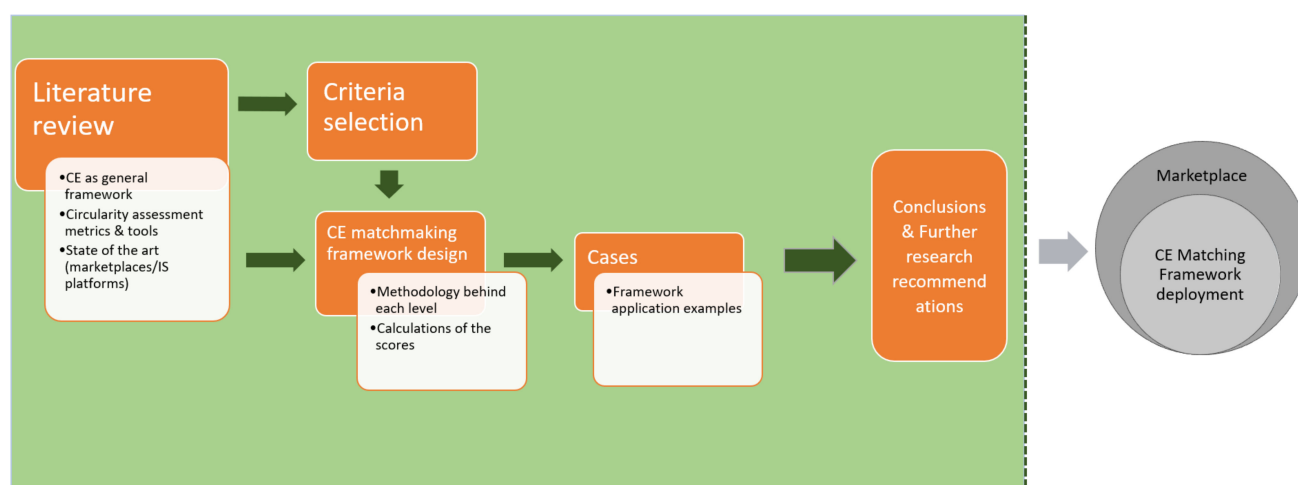 Literature
review
•CE as general
framework
•Circularity assessment
metrics & tools
•State of the art
(marketplaces/IS
platforms)
Criteria
selection
CE matchmaking
framework design
•Methodology behind
each level
•Calculations of the
scores
Cases
•Framework
application examples
Conclusions
& Further
research
recommend
ations
Marketplace
CE Matching
Framework
deployment